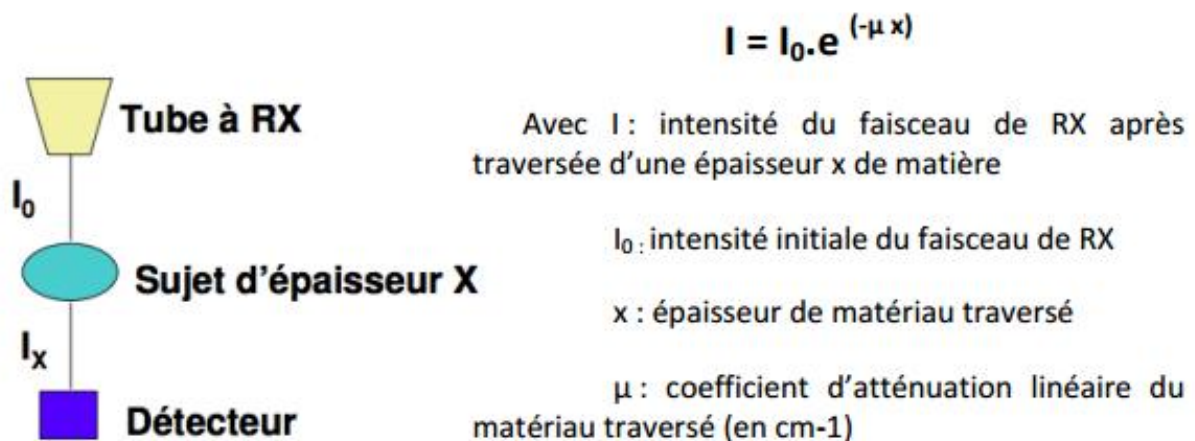 I = I₀.e (-μ x)
Tube à RX
I₀
Sujet d'épaisseur X
Iₓ
Détecteur
Avec I : intensité du faisceau de RX après
traversée d'une épaisseur x de matière
I₀ : intensité initiale du faisceau de RX
x : épaisseur de matériau traversé
μ : coefficient d'atténuation linéaire du
matériau traversé (en cm-1)